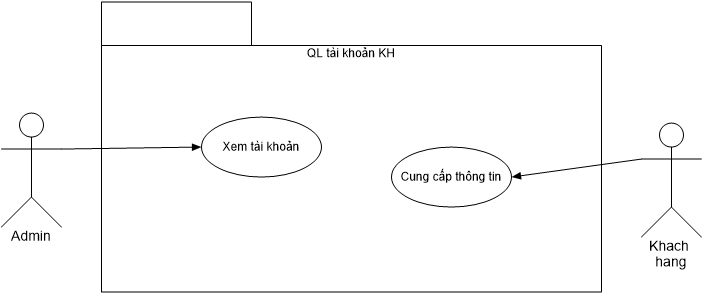 QL tài khoản KH
Xem tài khoản
Cung cấp thông tin
Admin
Khach
hang